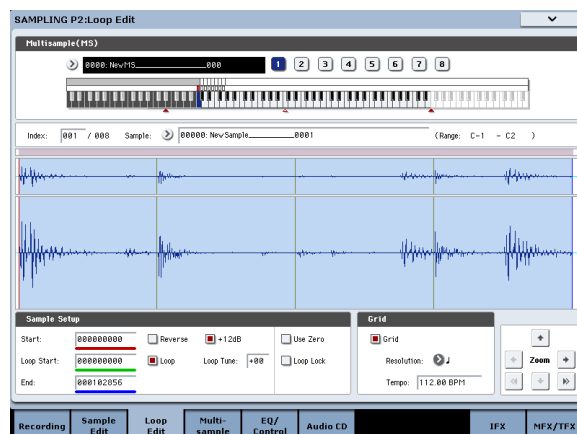 SAMPLING P2:Loop Edit
Multisample(MS)
0000: NewMS_______________000
1 2 3 4 5 6 7 8
Index: 001 / 008 Sample: 00000: NewSample__________0001 (Range: C-1 - C2 )
Sample Setup
Grid
Start: 000000000 Reverse +12dB Use Zero
Grid
Loop Start: 000000000 Loop Loop Tune: +00 Loop Lock
Resolution: ♩
Zoom
End: 000102856
Tempo: 112.00 BPM
Recording
Sample Edit
Loop Edit
Multi-sample
EQ/Control
Audio CD
IFX
MFX/TFX